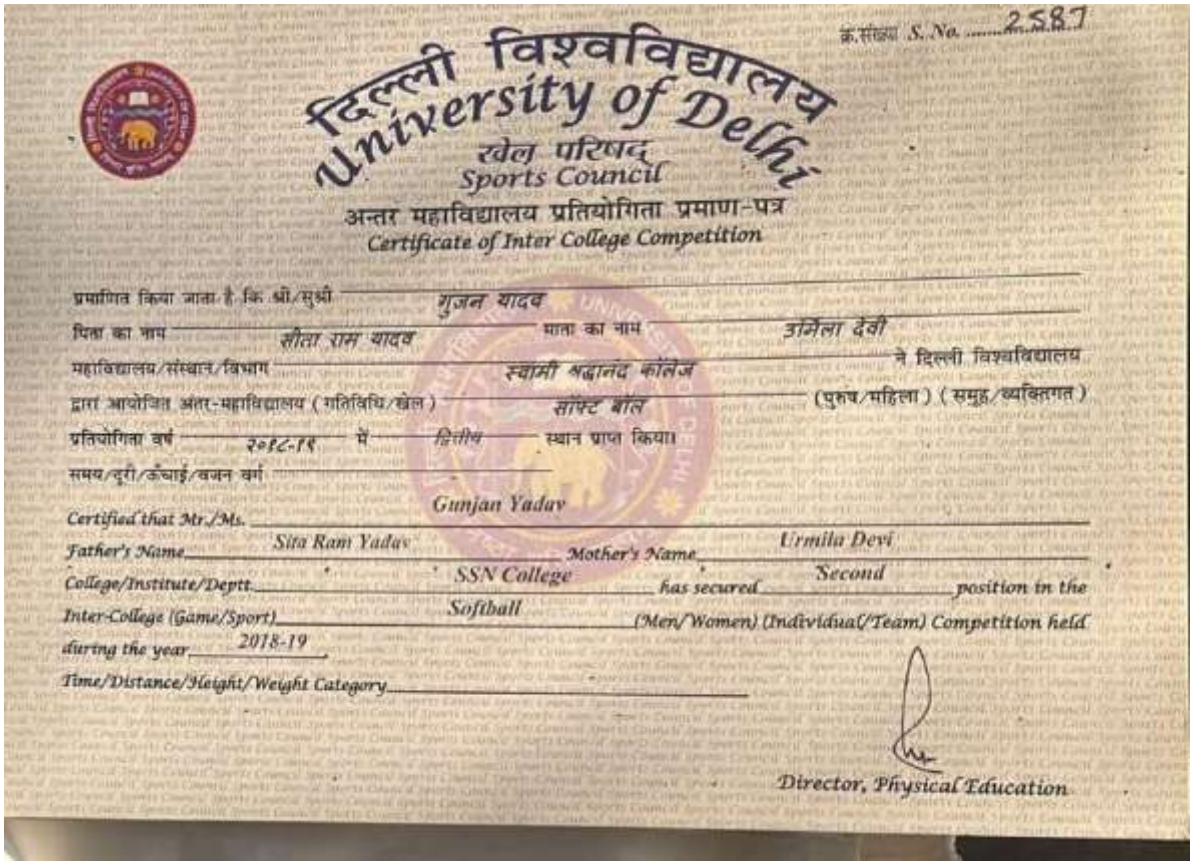 क्र.संख्या S. No. ........2587
दिल्ली विश्वविद्यालय
University of Delhi
खेल परिषद्
Sports Council
अन्तर महाविद्यालय प्रतियोगिता प्रमाण-पत्र
Certificate of Inter College Competition
प्रमाणित किया जाता है कि श्री/सुश्री गुंजन यादव
पिता का नाम सीता राम यादव माता का नाम उर्मिला देवी
महाविद्यालय/संस्थान/विभाग स्वामी श्रद्धानंद कॉलेज ने दिल्ली विश्वविद्यालय
द्वारा आयोजित अंतर-महाविद्यालय (गतिविधि/खेल) सॉफ्ट बॉल (पुरुष/महिला) (समूह/व्यक्तिगत)
प्रतियोगिता वर्ष २०१८-१९ में द्वितीय स्थान प्राप्त किया।
समय/दूरी/ऊँचाई/वजन वर्ग
Certified that Mr./Ms. Gunjan Yadav
Father's Name Sita Ram Yadav Mother's Name Urmila Devi
College/Institute/Deptt. SSN College has secured Second position in the
Inter-College (Game/Sport) Softball (Men/Women) (Individual/Team) Competition held
during the year 2018-19
Time/Distance/Height/Weight Category
Director, Physical Education